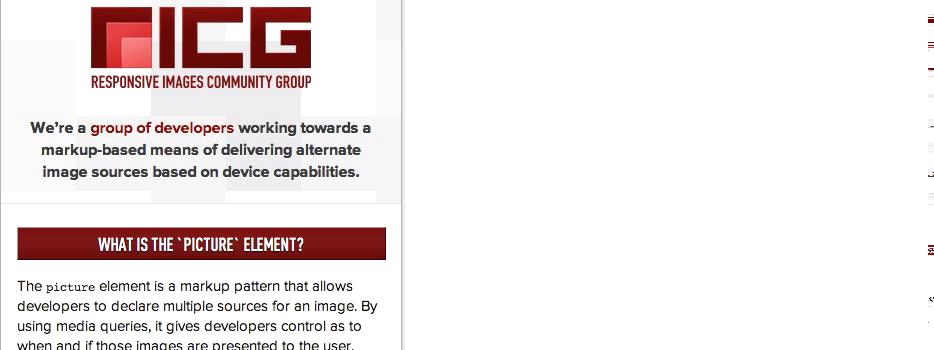 RICG
RESPONSIVE IMAGES COMMUNITY GROUP
We're a group of developers working towards a
markup-based means of delivering alternate
image sources based on device capabilities.
WHAT IS THE `PICTURE` ELEMENT?
The picture element is a markup pattern that allows
developers to declare multiple sources for an image. By
using media queries, it gives developers control as to
when and if those images are presented to the user.